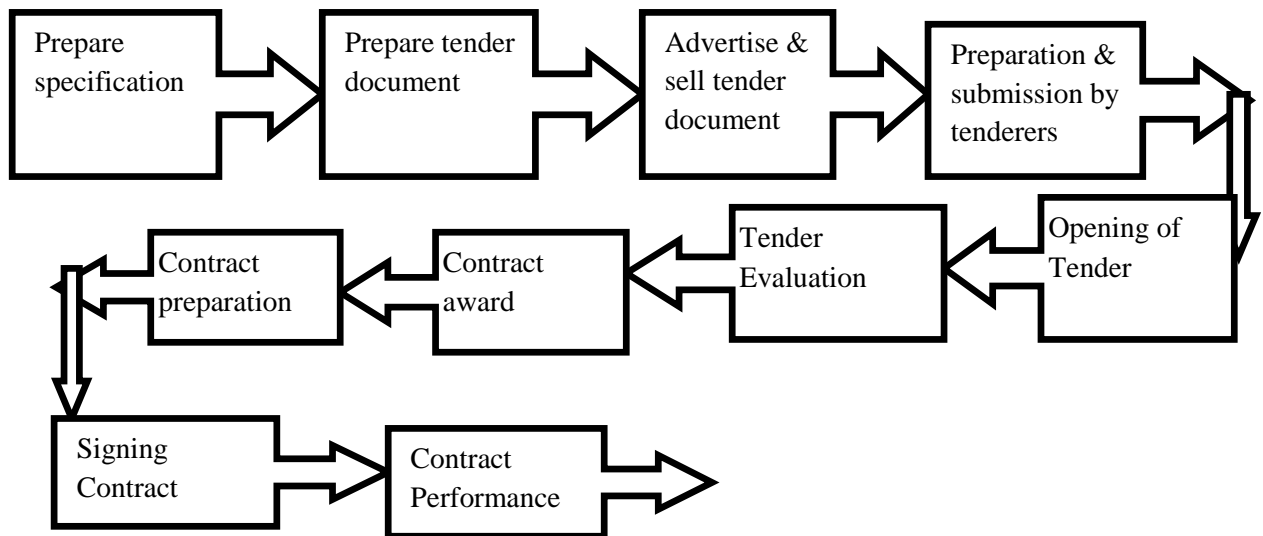 Prepare
specification
Prepare tender
document
Advertise &
sell tender
document
Preparation &
submission by
tenderers
Opening of
Tender
Tender
Evaluation
Contract
award
Contract
preparation
Signing
Contract
Contract
Performance